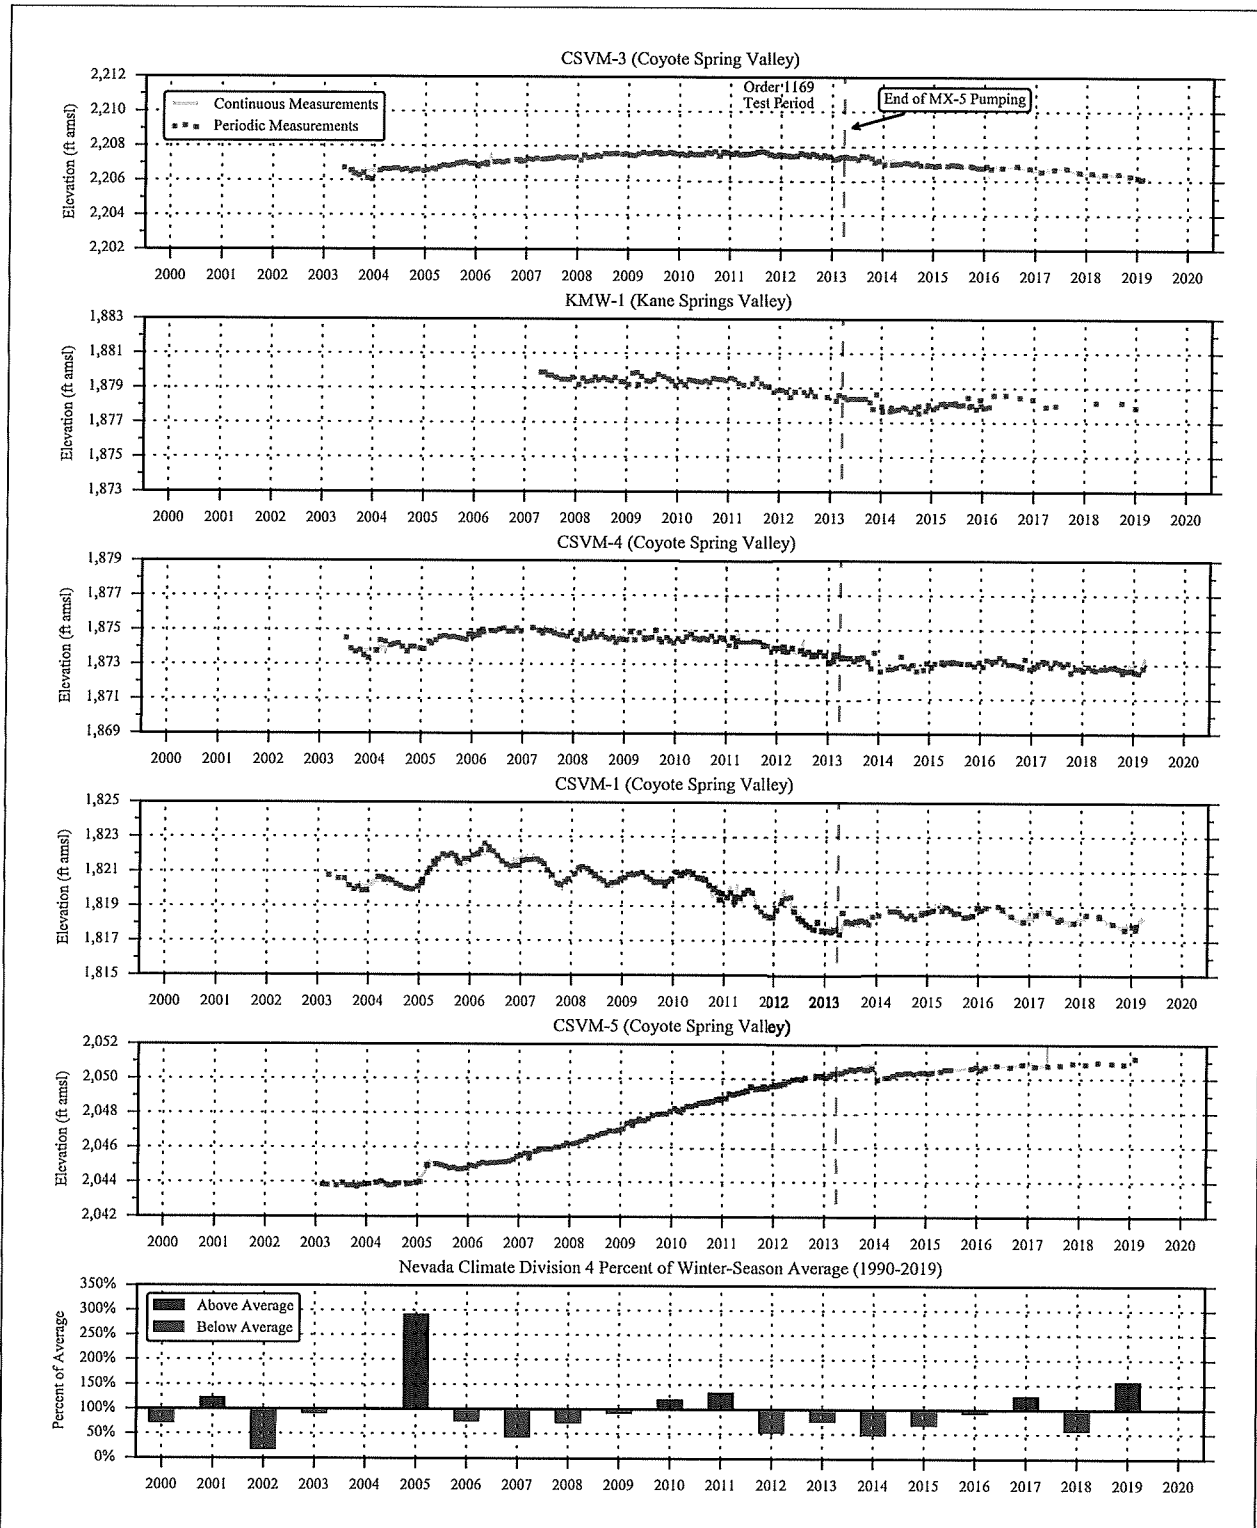 CSVM-3 (Coyote Spring Valley)
Elevation (ft amsl)
2,212
2,210
2,208
2,206
2,204
2,202
Continuous Measurements
Periodic Measurements
Order 1169
Test Period
End of MX-5 Pumping
2000 2001 2002 2003 2004 2005 2006 2007 2008 2009 2010 2011 2012 2013 2014 2015 2016 2017 2018 2019 2020
KMW-1 (Kane Springs Valley)
Elevation (ft amsl)
1,883
1,881
1,879
1,877
1,875
1,873
2000 2001 2002 2003 2004 2005 2006 2007 2008 2009 2010 2011 2012 2013 2014 2015 2016 2017 2018 2019 2020
CSVM-4 (Coyote Spring Valley)
Elevation (ft amsl)
1,879
1,877
1,875
1,873
1,871
1,869
2000 2001 2002 2003 2004 2005 2006 2007 2008 2009 2010 2011 2012 2013 2014 2015 2016 2017 2018 2019 2020
CSVM-1 (Coyote Spring Valley)
Elevation (ft amsl)
1,825
1,823
1,821
1,819
1,817
1,815
2000 2001 2002 2003 2004 2005 2006 2007 2008 2009 2010 2011 2012 2013 2014 2015 2016 2017 2018 2019 2020
CSVM-5 (Coyote Spring Valley)
Elevation (ft amsl)
2,052
2,050
2,048
2,046
2,044
2,042
2000 2001 2002 2003 2004 2005 2006 2007 2008 2009 2010 2011 2012 2013 2014 2015 2016 2017 2018 2019 2020
Nevada Climate Division 4 Percent of Winter-Season Average (1990-2019)
Percent of Average
350%
300%
250%
200%
150%
100%
50%
0%
Above Average
Below Average
2000 2001 2002 2003 2004 2005 2006 2007 2008 2009 2010 2011 2012 2013 2014 2015 2016 2017 2018 2019 2020